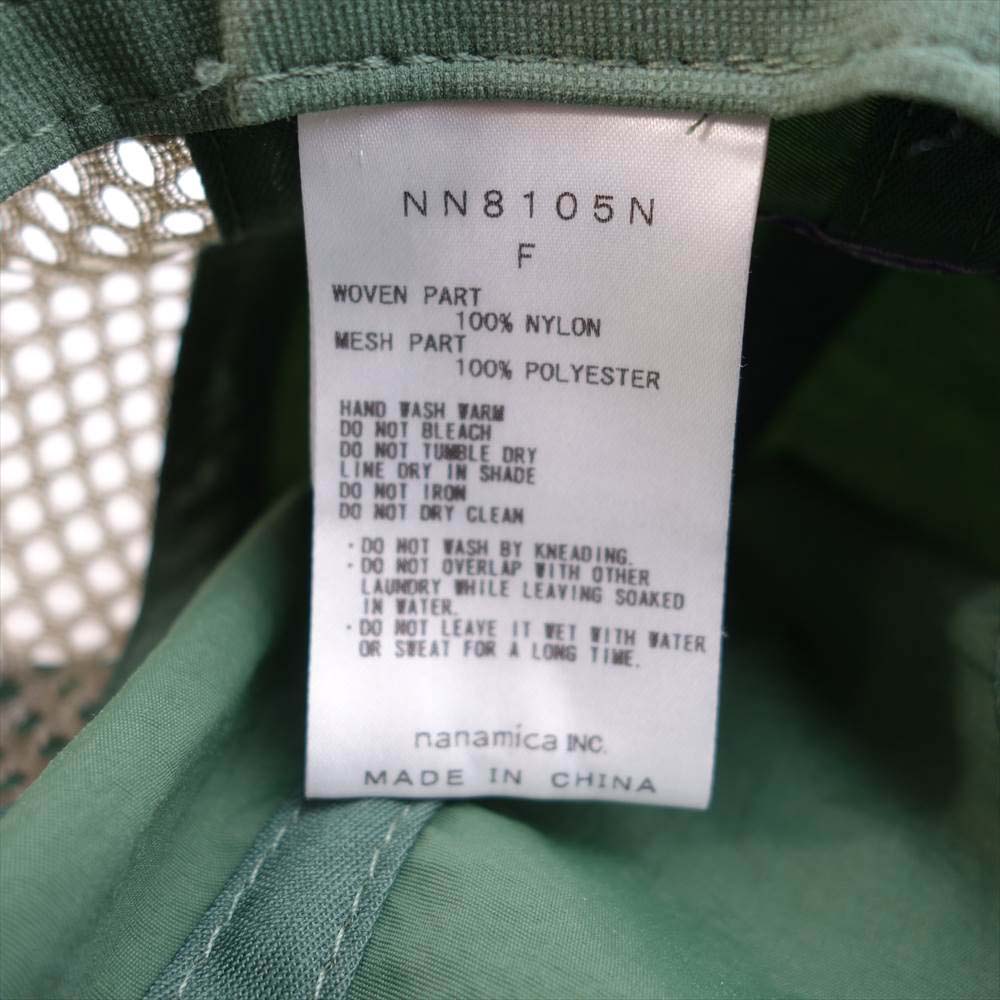 NN8105N
F
WOVEN PART
100% NYLON
MESH PART
100% POLYESTER
HAND WASH WARM
DO NOT BLEACH
DO NOT TUMBLE DRY
LINE DRY IN SHADE
DO NOT IRON
DO NOT DRY CLEAN
・DO NOT WASH BY KNEADING.
・DO NOT OVERLAP WITH OTHER
LAUNDRY WHILE LEAVING SOAKED
IN WATER.
・DO NOT LEAVE IT WET WITH WATER
OR SWEAT FOR A LONG TIME.
nanamica INC.
MADE IN CHINA